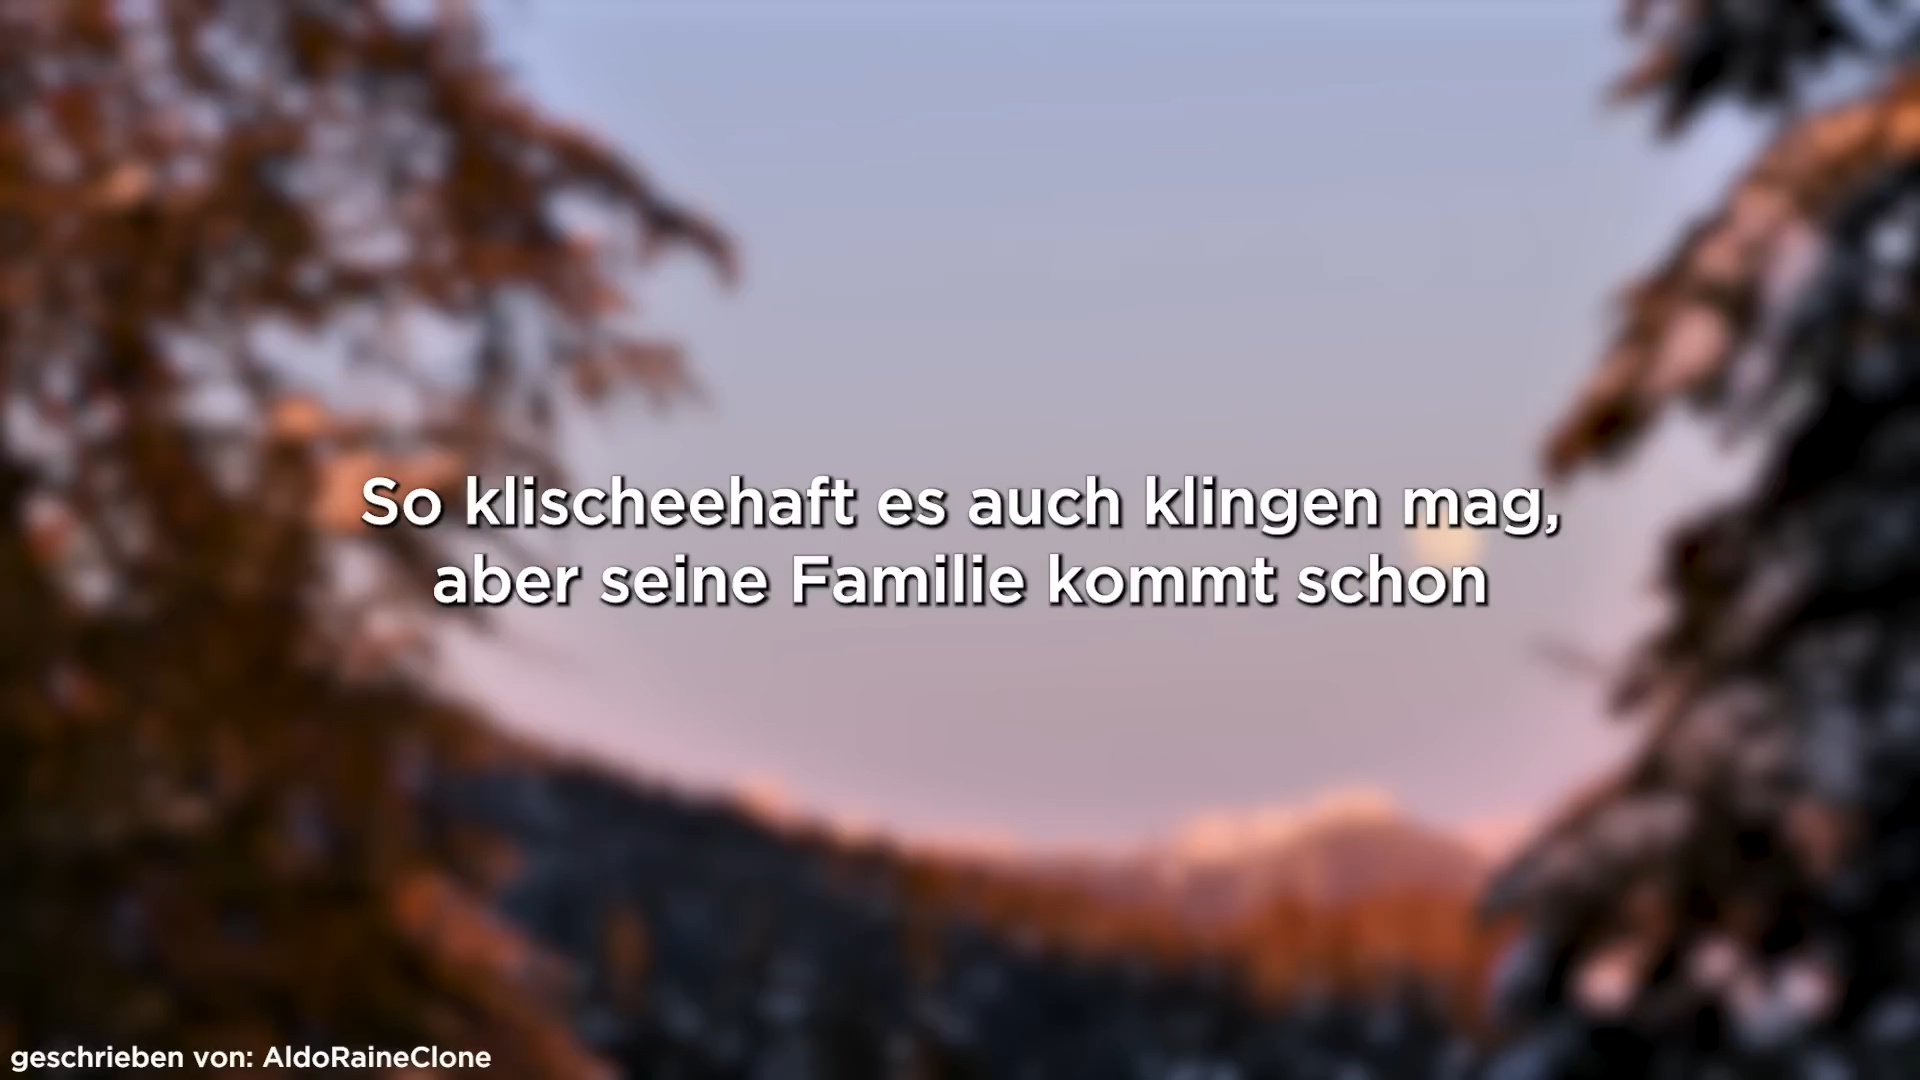 So klischeehaft es auch klingen mag,
aber seine Familie kommt schon
geschrieben von: AldoRaineClone